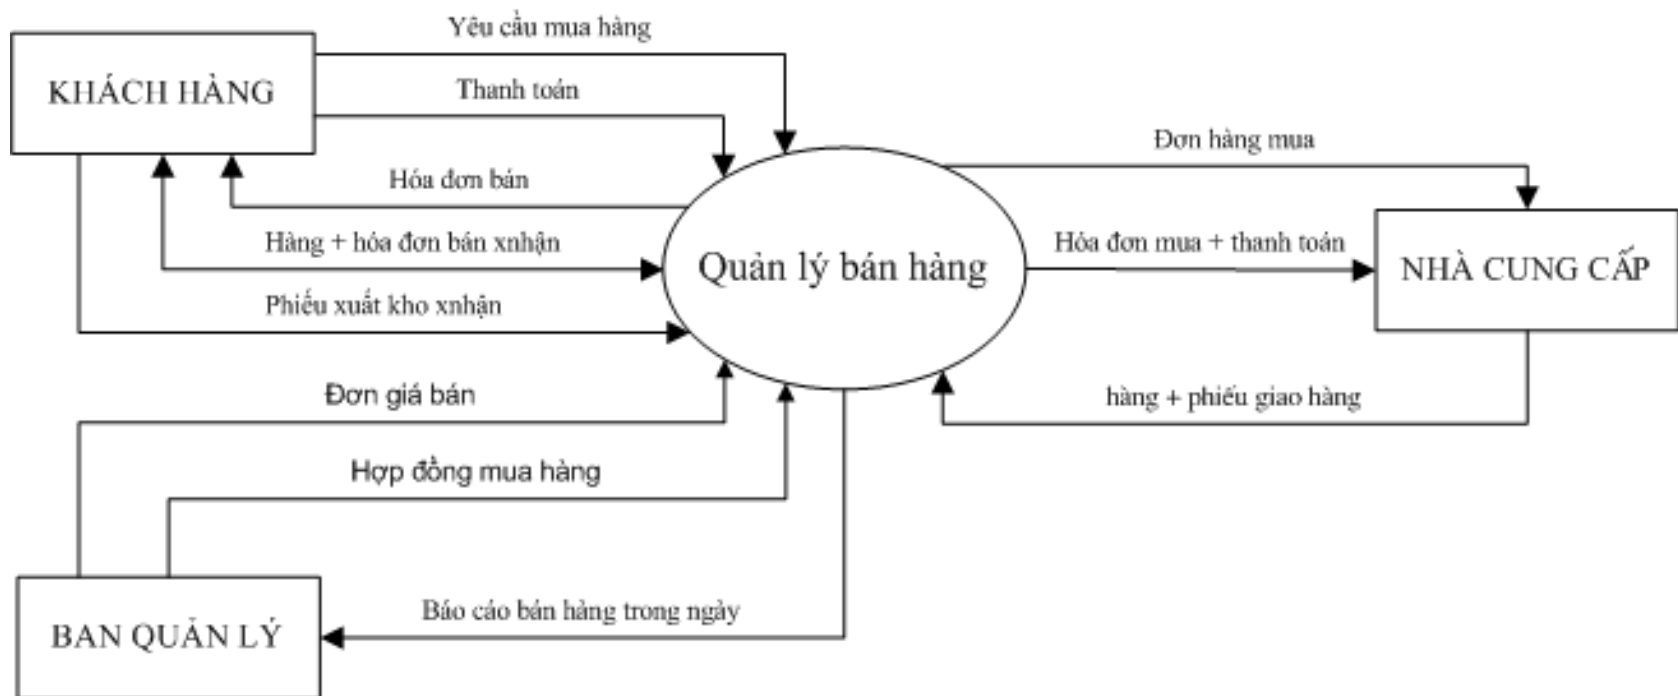 Yêu cầu mua hàng
KHÁCH HÀNG
Thanh toán
Đơn hàng mua
Hóa đơn bán
Hàng + hóa đơn bán xnhận
Hóa đơn mua + thanh toán
Quản lý bán hàng
NHÀ CUNG CẤP
Phiếu xuất kho xnhận
Đơn giá bán
hàng + phiếu giao hàng
Hợp đồng mua hàng
Báo cáo bán hàng trong ngày
BAN QUẢN LÝ